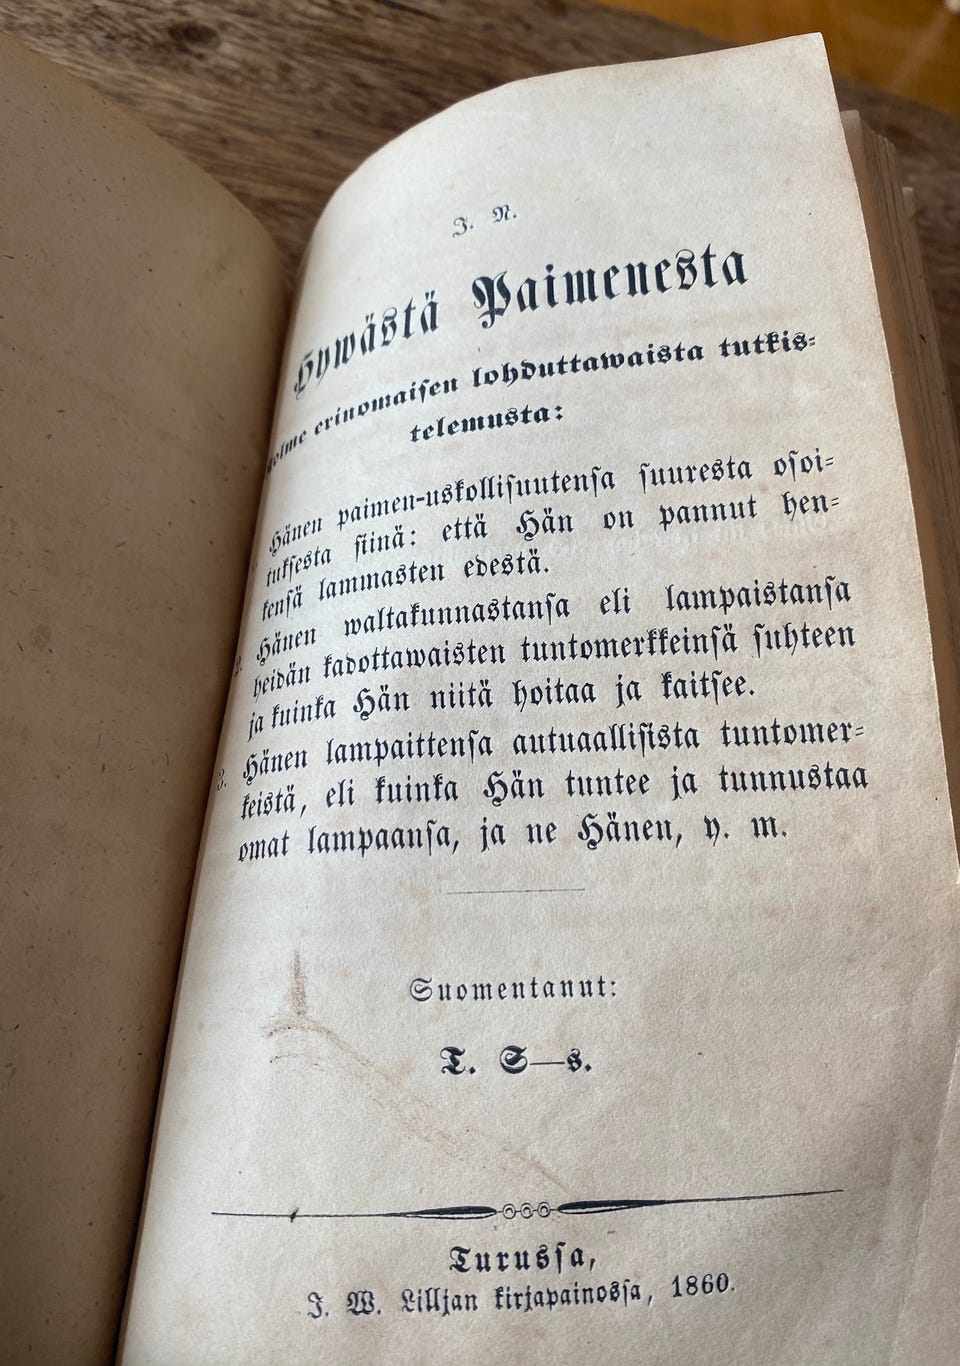 J. N.
Hywästä Paimenesta
kolme erinomaisen lohduttawaista tutkis-
telemusta:
Hänen paimen-uskollisuutensa suuresta osoi-
tuksesta siinä: että Hän on pannut hen-
kensä lammasten edestä.
2. Hänen waltakunnastansa eli lampaistansa
heidän kadottawaisten tuntomerkkeinsä suhteen
ja kuinka Hän niitä hoitaa ja kaitsee.
3. Hänen lampaittensa autuaallisista tuntomer-
keistä, eli kuinka Hän tuntee ja tunnustaa
omat lampaansa, ja ne Hänen, y. m.
Suomentanut:
T. S—s.
Turussa,
J. W. Lilljan kirjapainossa, 1860.